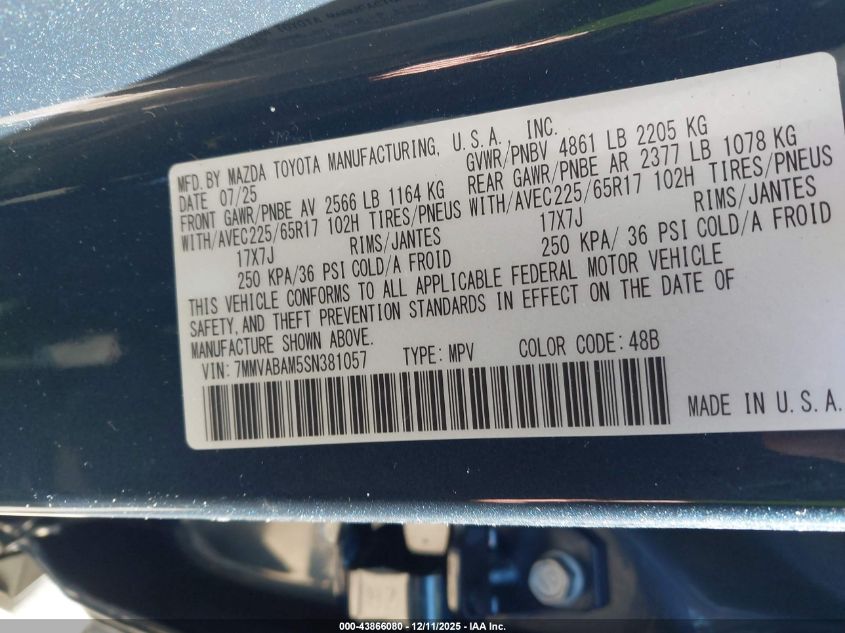 MFD. BY MAZDA TOYOTA MANUFACTURING, U.S.A. INC.
DATE 07/25 GVWR/PNBV 4861 LB 2205 KG
FRONT GAWR/PNBE AV 2566 LB 1164 KG REAR GAWR/PNBE AR 2377 LB 1078 KG
WITH/AVEC225/65R17 102H TIRES/PNEUS WITH/AVEC225/65R17 102H TIRES/PNEUS
17X7J RIMS/JANTES 17X7J RIMS/JANTES
250 KPA/36 PSI COLD/A FROID 250 KPA/ 36 PSI COLD/A FROID
THIS VEHICLE CONFORMS TO ALL APPLICABLE FEDERAL MOTOR VEHICLE
SAFETY, AND THEFT PREVENTION STANDARDS IN EFFECT ON THE DATE OF
MANUFACTURE SHOWN ABOVE.
VIN: 7MMVABAM5SN381057 TYPE: MPV COLOR CODE: 48B
MADE IN U.S.A.
000-43866080 - 12/11/2025 - IAA Inc.